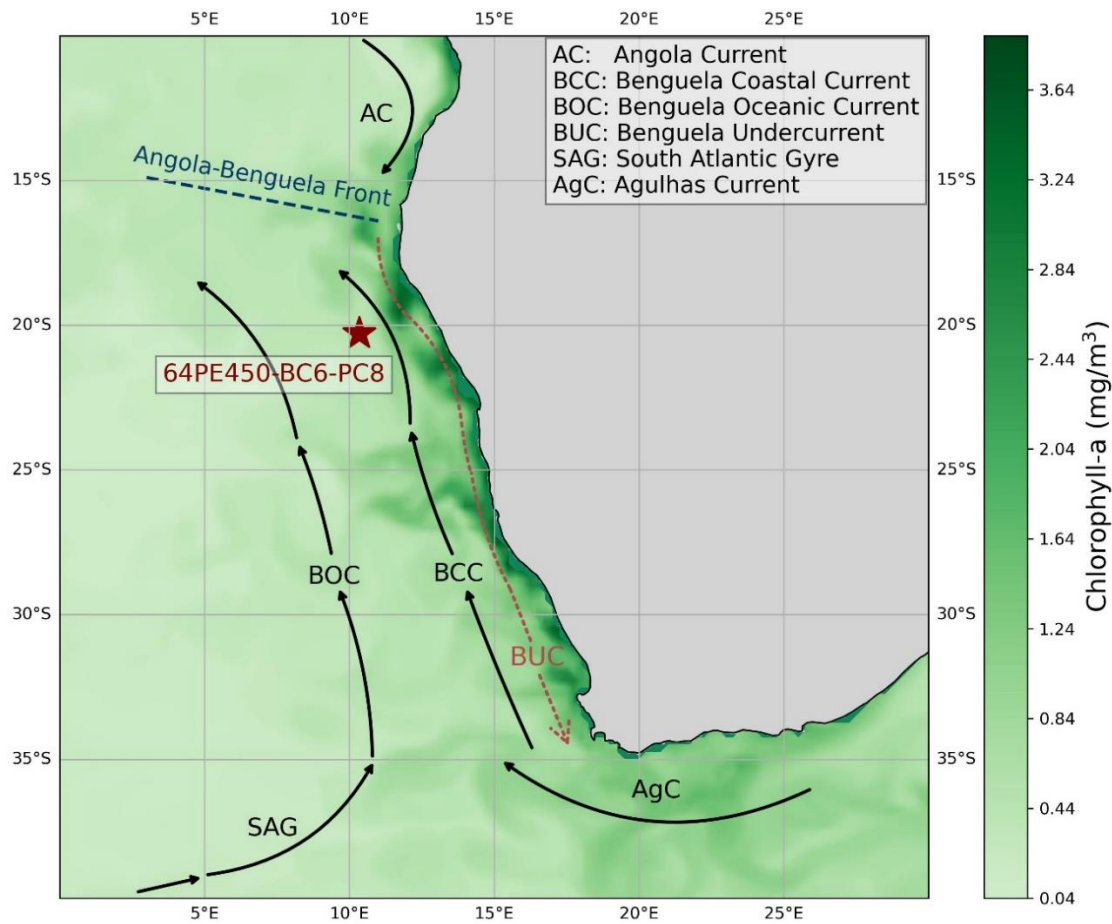 5°E 10°E 15°E 20°E 25°E
AC: Angola Current
BCC: Benguela Coastal Current
BOC: Benguela Oceanic Current
BUC: Benguela Undercurrent
SAG: South Atlantic Gyre
AgC: Agulhas Current
AC
Angola-Benguela Front
15°S 15°S
20°S 20°S
64PE450-BC6-PC8
25°S 25°S
BOC BCC
30°S 30°S
BUC
35°S 35°S
AgC
SAG
5°E 10°E 15°E 20°E 25°E
3.64
3.24
2.84
2.44
2.04
1.64
1.24
0.84
0.44
0.04
Chlorophyll-a (mg/m³)